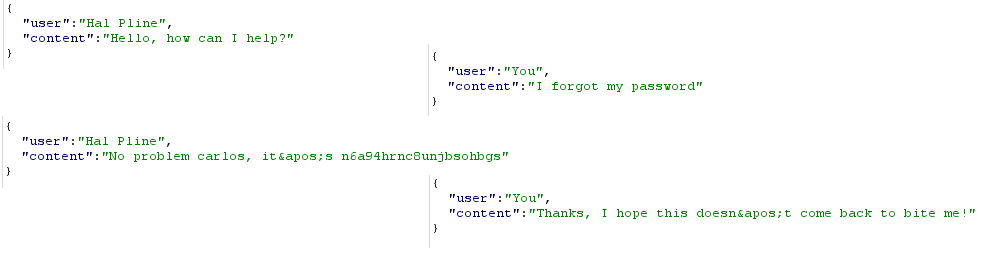 {
"user":"Hal Pline",
"content":"Hello, how can I help?"
}
{
"user":"You",
"content":"I forgot my password"
}
{
"user":"Hal Pline",
"content":"No problem carlos, it&apos;s n6a94hrnc8unjbsohbgs"
}
{
"user":"You",
"content":"Thanks, I hope this doesn&apos;t come back to bite me!"
}